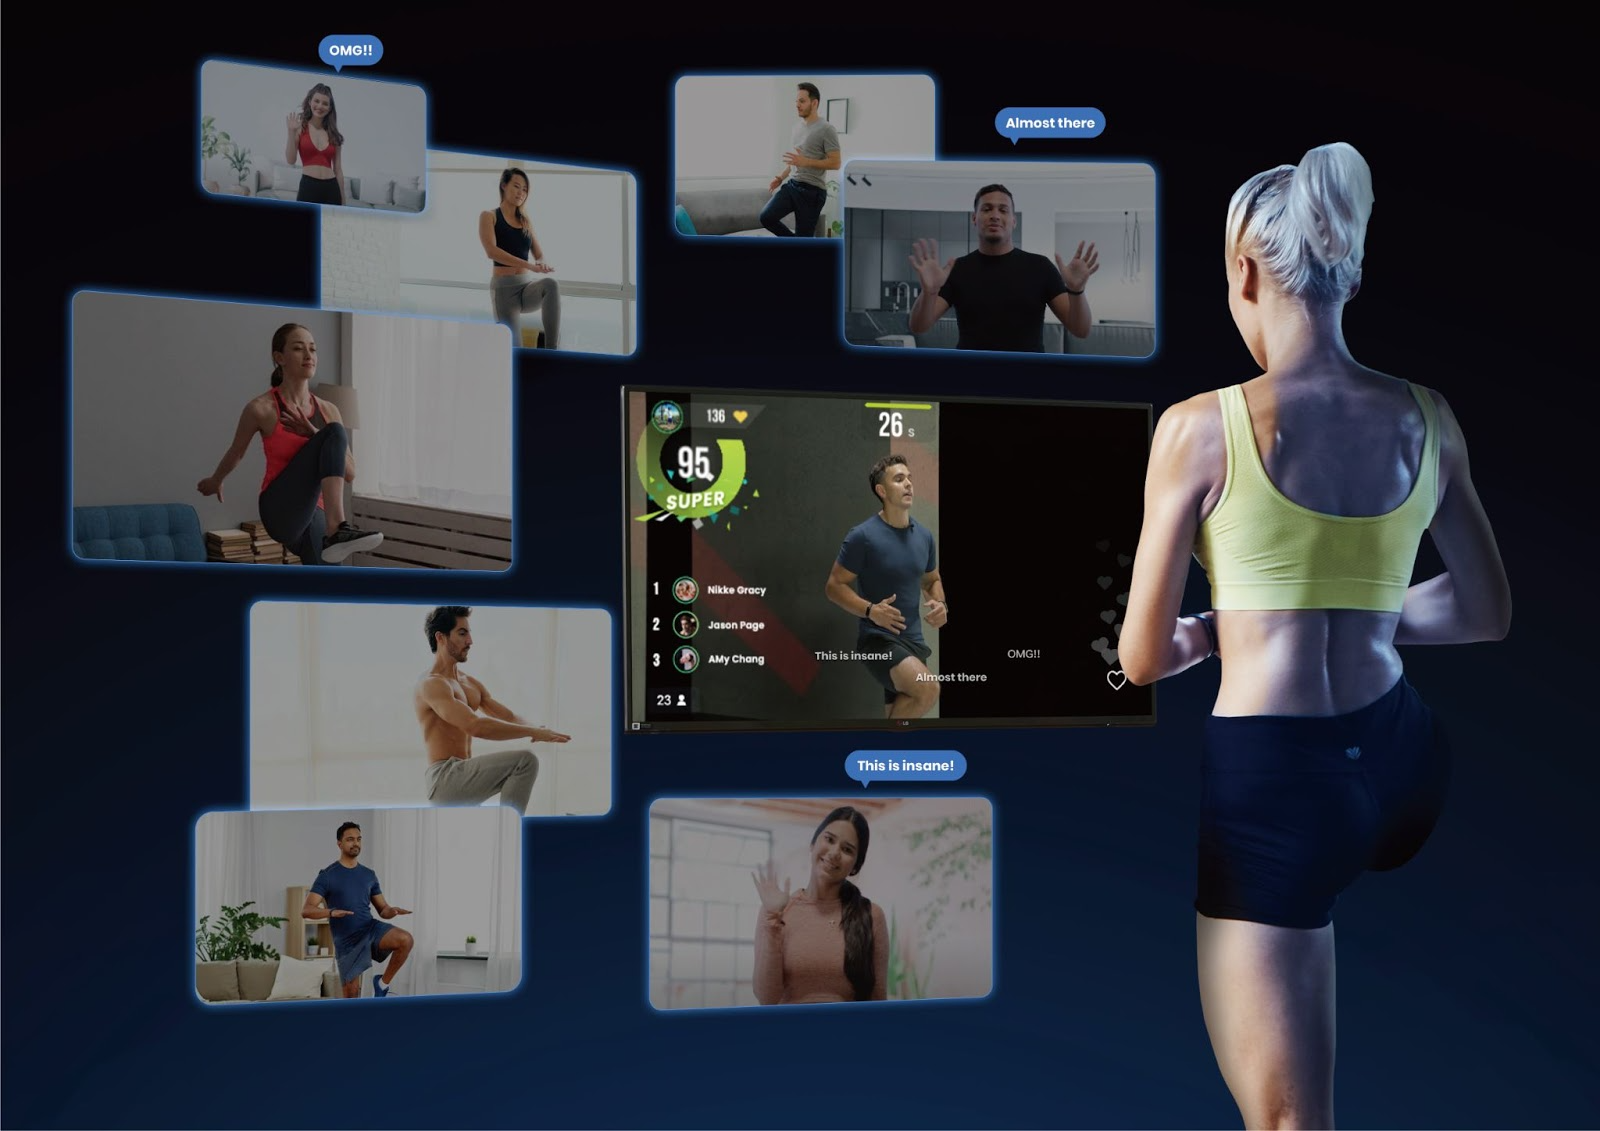 OMG!!
Almost there
136
26 s
95
SUPER
1 Nikke Gracy
2 Jason Page
3 AMy Chang
This is insane!
OMG!!
Almost there
23
LG
This is insane!